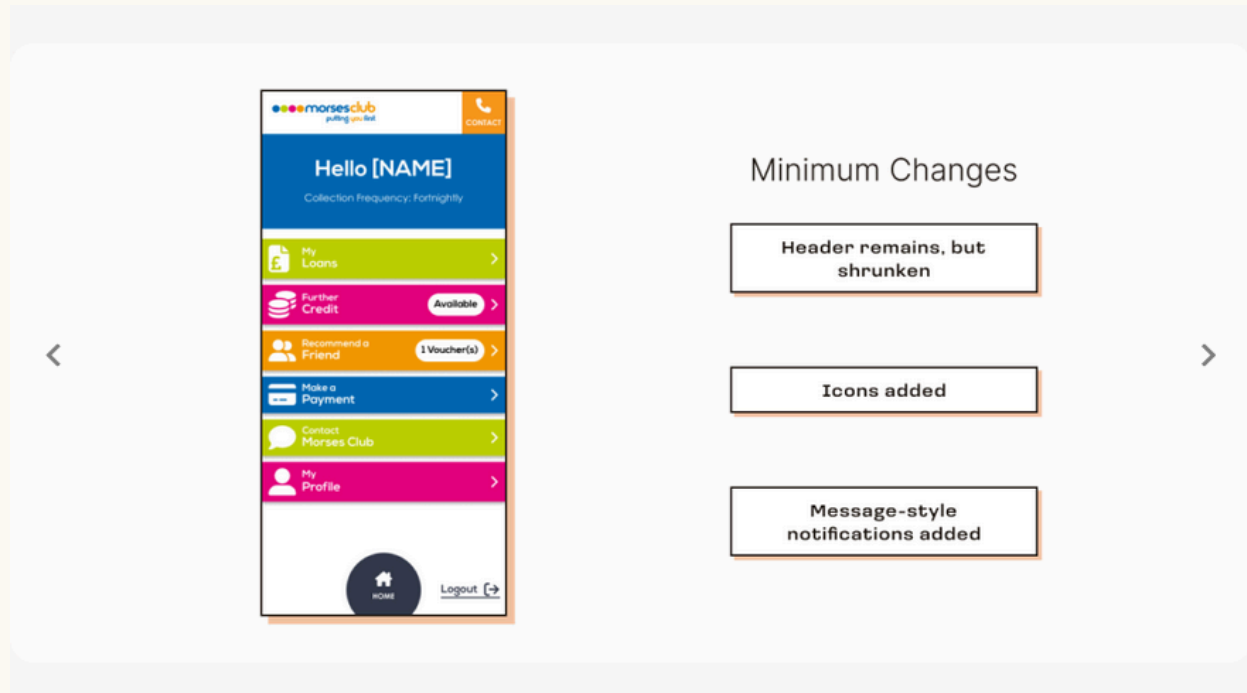 morsesclub
putting you first
CONTACT
Hello [NAME]
Collection Frequency: Fortnightly
My
Loans
Further
Credit
Available
Recommend a
Friend
1 Voucher(s)
Make a
Payment
Contact
Morses Club
My
Profile
HOME
Logout
Minimum Changes
Header remains, but
shrunken
Icons added
Message-style
notifications added